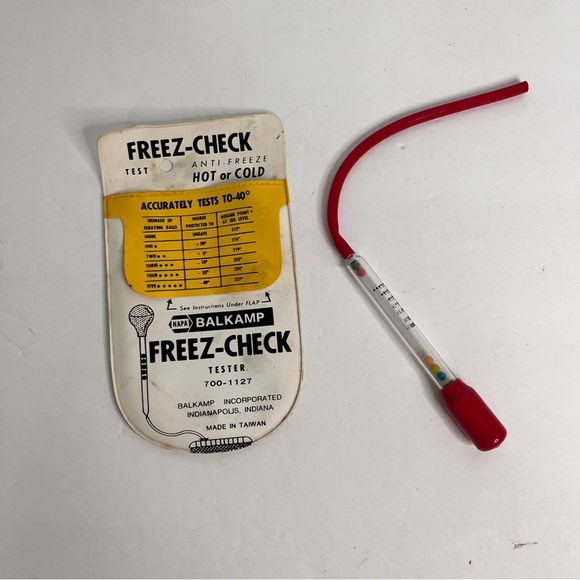 FREEZ-CHECK
TEST ANTI-FREEZE
HOT or COLD
ACCURATELY TESTS TO-40°
NUMBER OF FLOATING BALLS DEGREE PROTECTED TO BOILING POINT AT SEA LEVEL
NONE UNSAFE 212°
ONE
TWO
THREE
FOUR
FIVE
See Instructions Under FLAP
NAPA BALKAMP
FREEZ-CHECK
TESTER
700-1127
BALKAMP INCORPORATED
INDIANAPOLIS, INDIANA
MADE IN TAIWAN